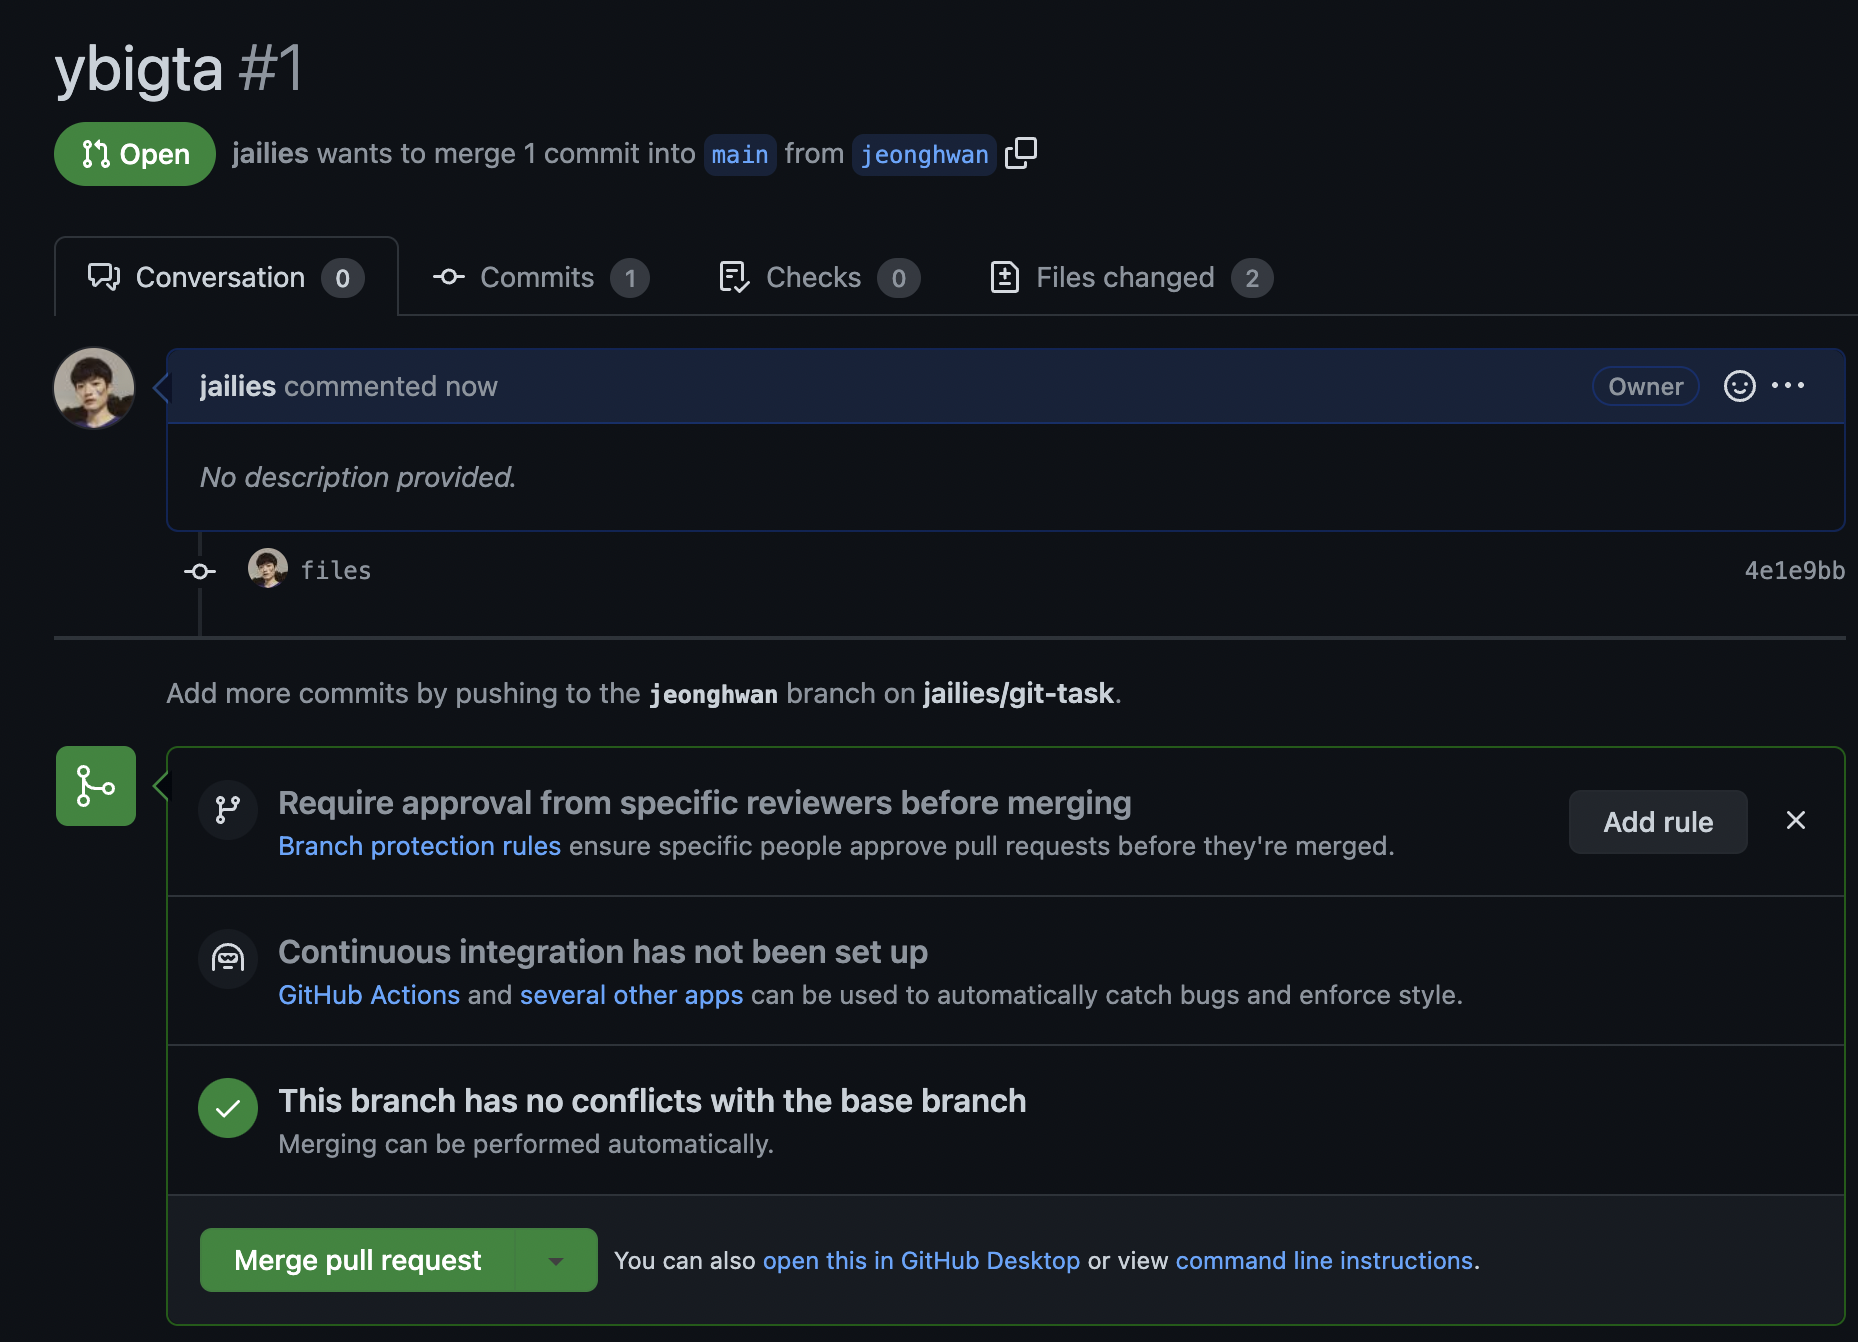 ybigta #1
Open jailies wants to merge 1 commit into main from jeonghwan
Conversation 0 Commits 1 Checks 0 Files changed 2
jailies commented now Owner
No description provided.
files 4e1e9bb
Add more commits by pushing to the jeonghwan branch on jailies/git-task.
Require approval from specific reviewers before merging
Branch protection rules ensure specific people approve pull requests before they're merged.
Add rule
Continuous integration has not been set up
GitHub Actions and several other apps can be used to automatically catch bugs and enforce style.
This branch has no conflicts with the base branch
Merging can be performed automatically.
Merge pull request You can also open this in GitHub Desktop or view command line instructions.